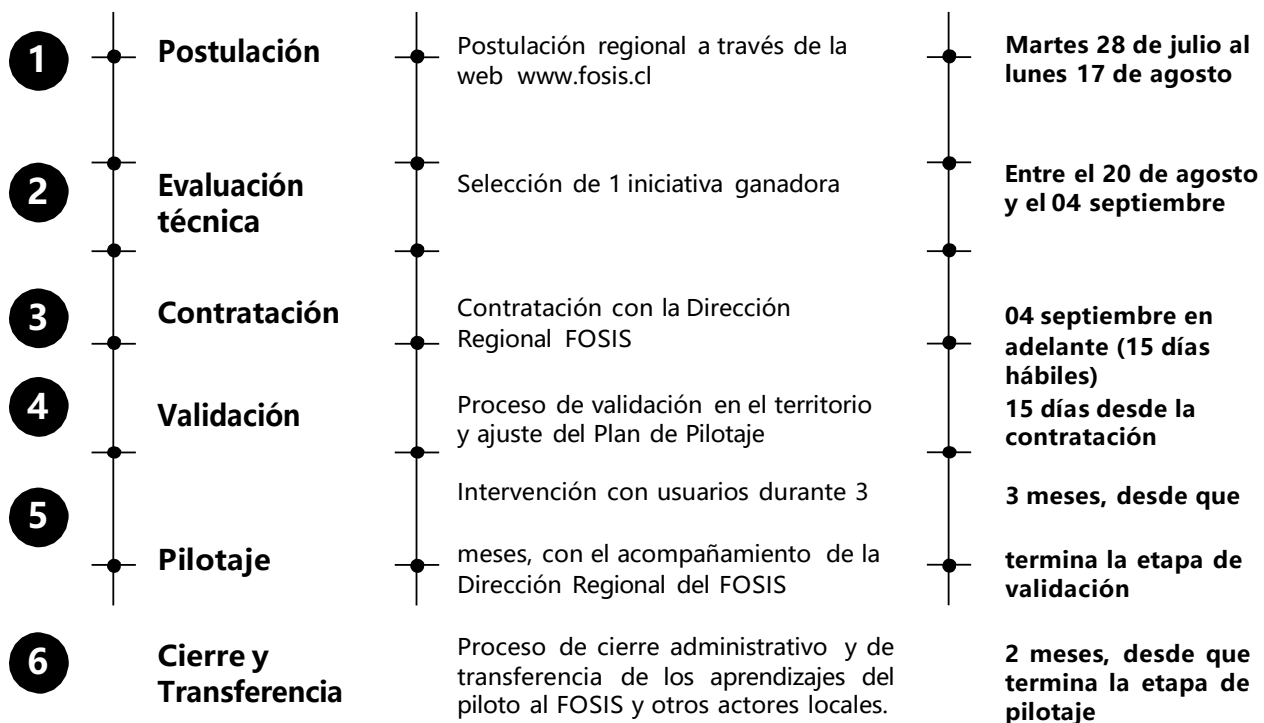 1
Postulación
Postulación regional a través de la
web www.fosis.cl
Martes 28 de julio al
lunes 17 de agosto
2
Evaluación
técnica
Selección de 1 iniciativa ganadora
Entre el 20 de agosto
y el 04 septiembre
3
Contratación
Contratación con la Dirección
Regional FOSIS
04 septiembre en
adelante (15 días
hábiles)
4
Validación
Proceso de validación en el territorio
y ajuste del Plan de Pilotaje
15 días desde la
contratación
5
Pilotaje
Intervención con usuarios durante 3
meses, con el acompañamiento de la
Dirección Regional del FOSIS
3 meses, desde que
termina la etapa de
validación
6
Cierre y
Transferencia
Proceso de cierre administrativo y de
transferencia de los aprendizajes del
piloto al FOSIS y otros actores locales.
2 meses, desde que
termina la etapa de
pilotaje